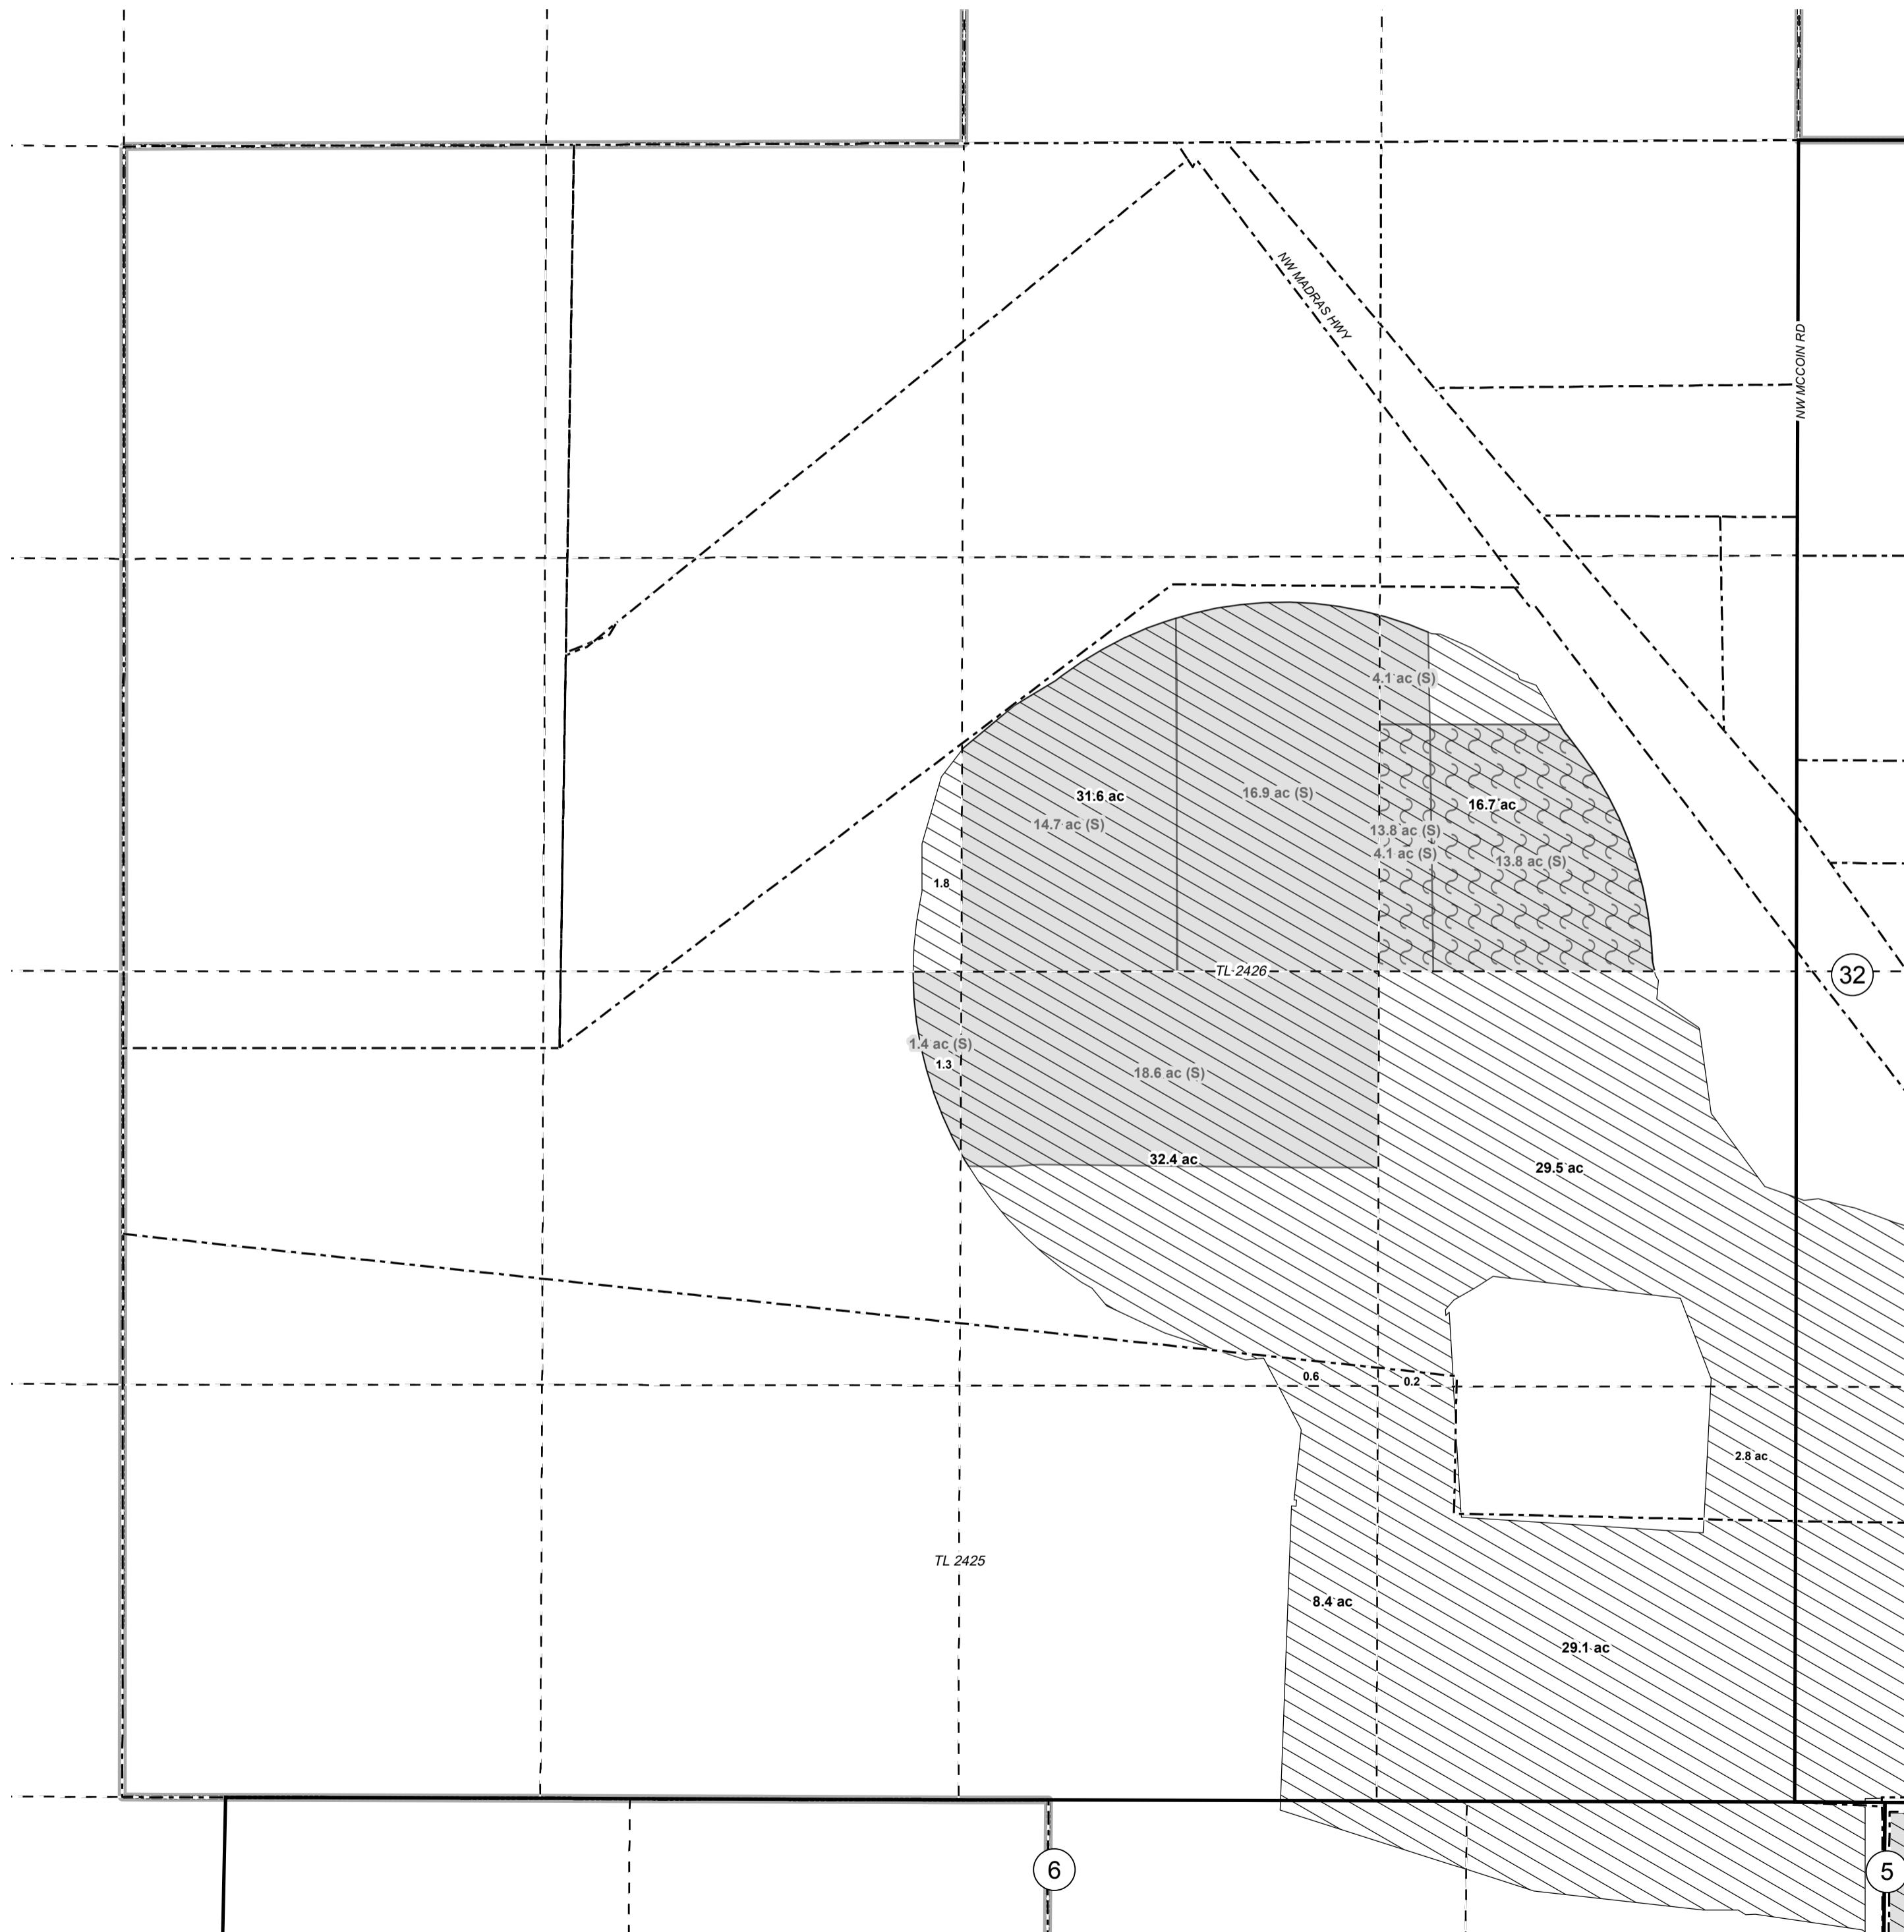 NW MADRAS HWY
NW MCCOIN RD
4.1 ac (S)
31.6 ac
16.9 ac (S)
16.7 ac
14.7 ac (S)
13.8 ac (S)
4.1 ac (S)
13.8 ac (S)
1.8
TL 2426
32
1.4 ac (S)
1.3
18.6 ac (S)
32.4 ac
29.5 ac
0.6
0.2
2.8 ac
TL 2425
8.4 ac
29.1 ac
6
5